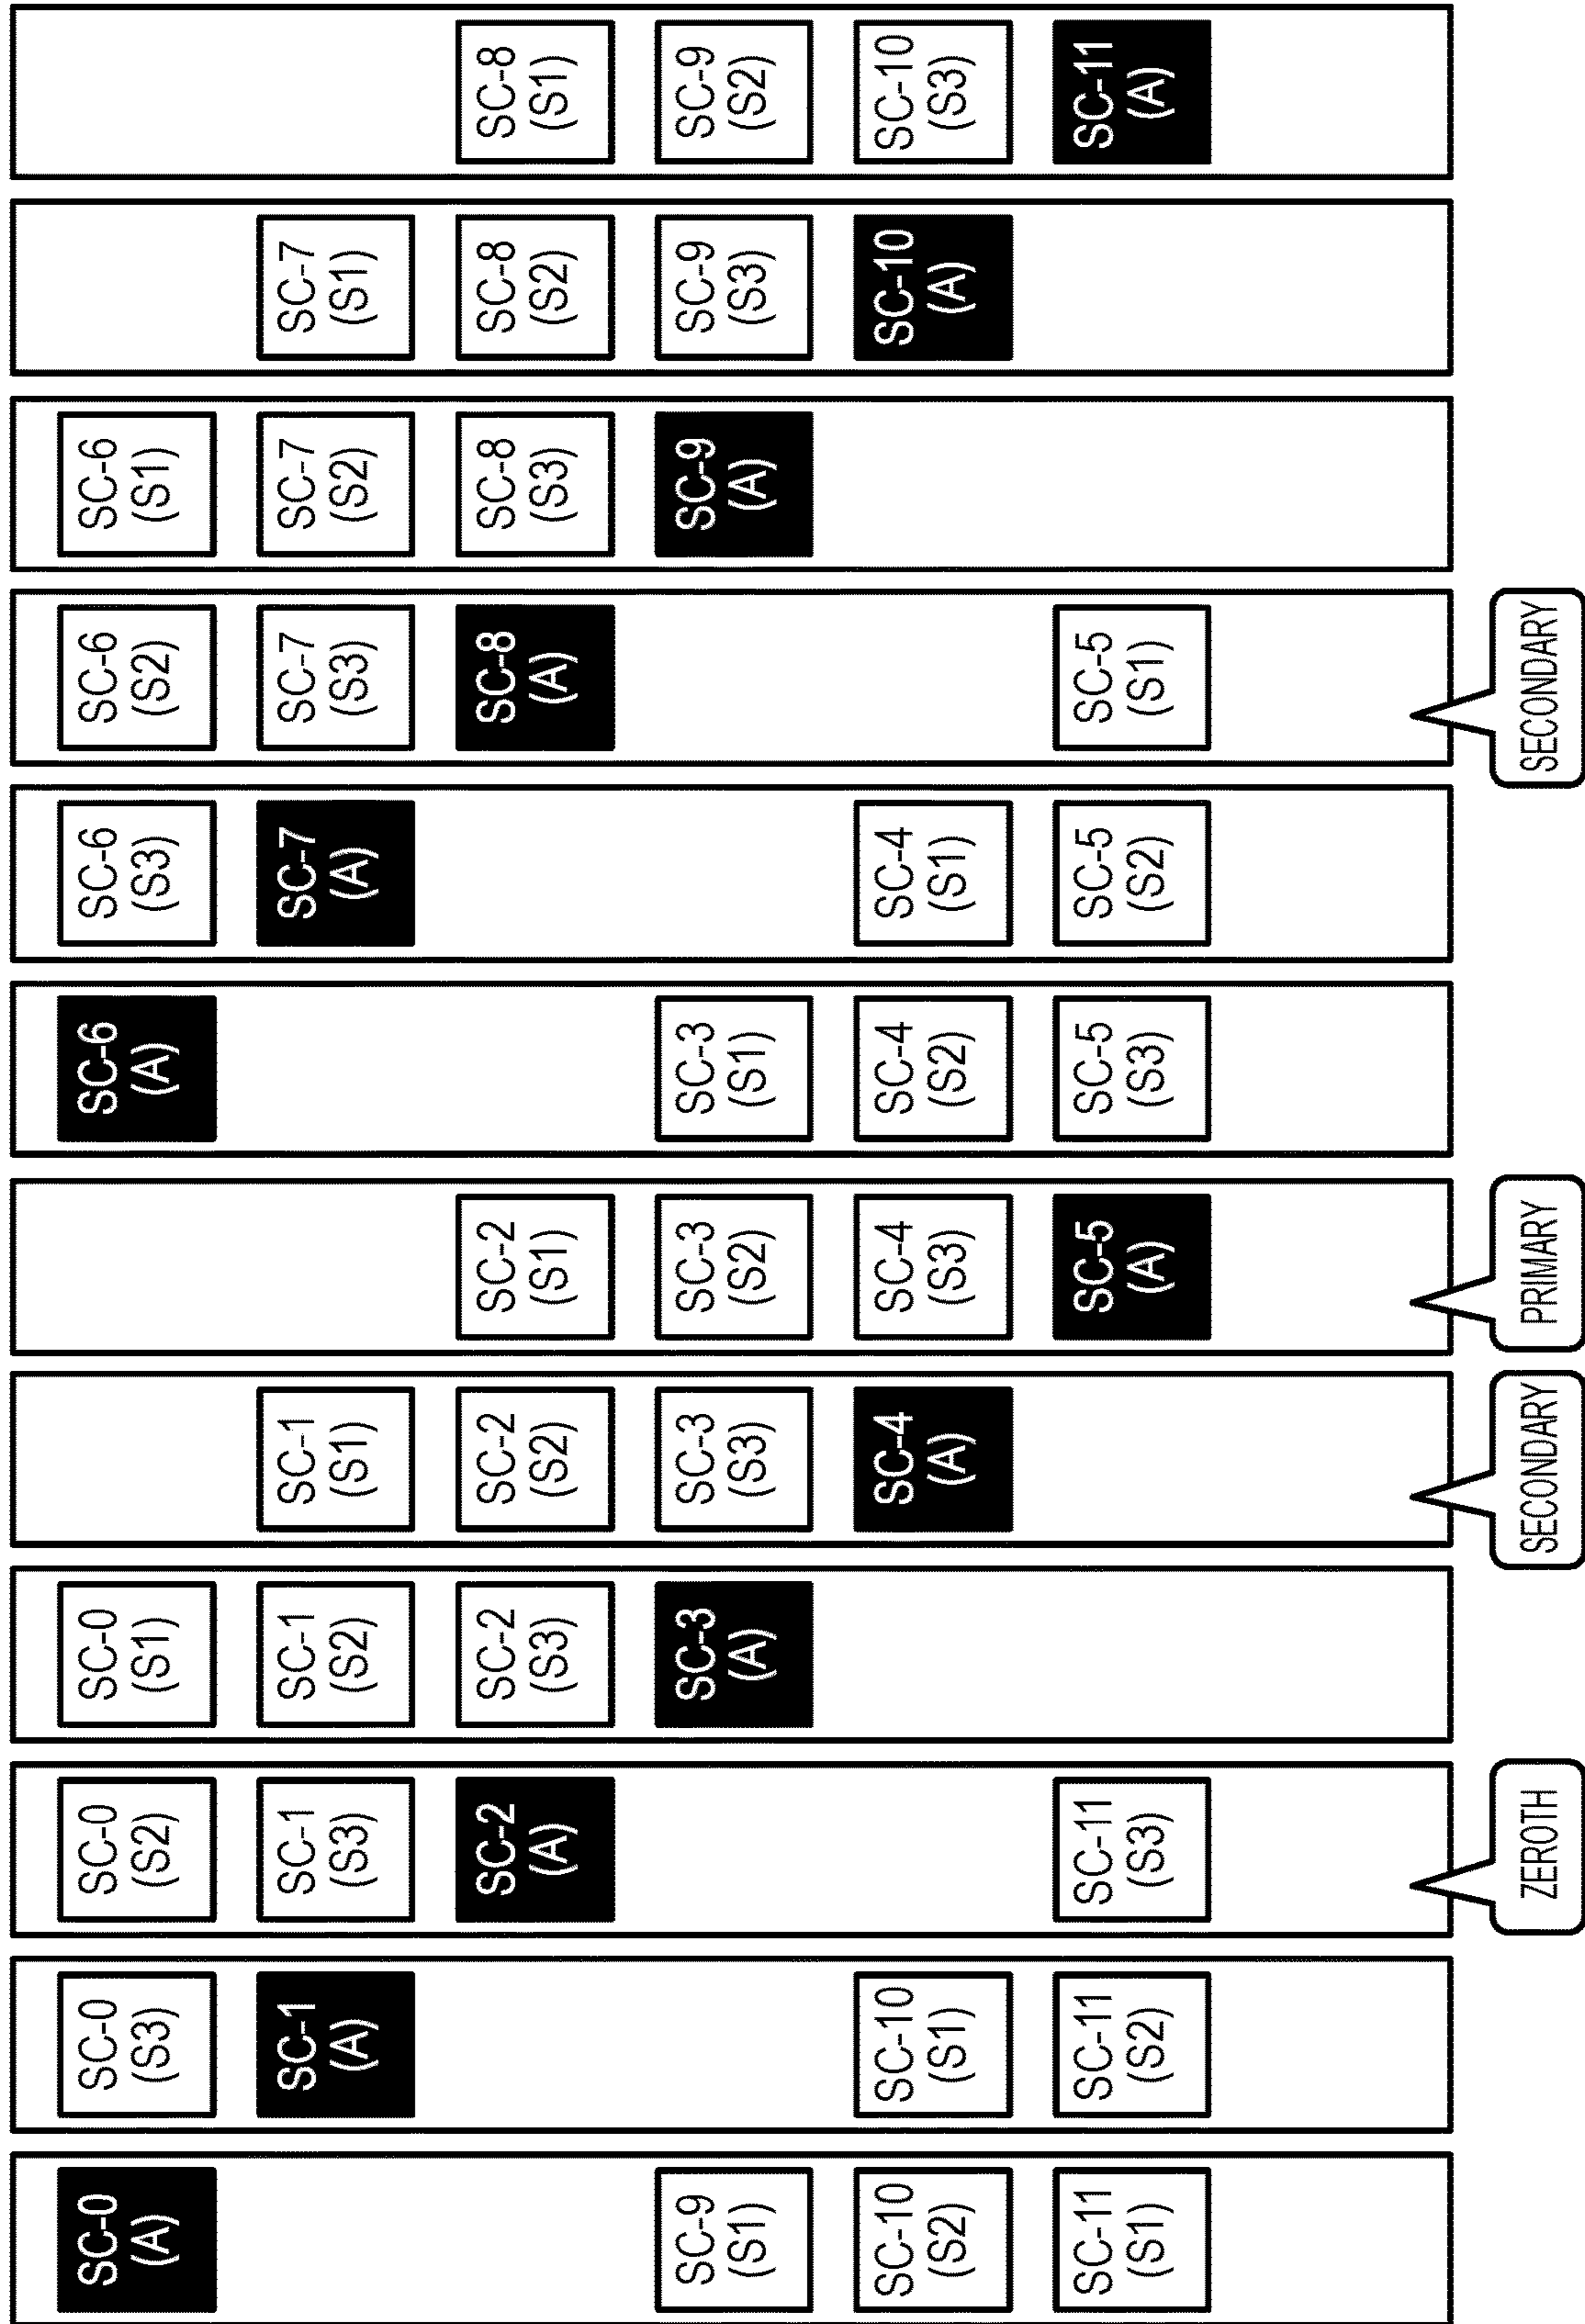 SC-0
(A)
SC-9
(S1)
SC-10
(S2)
SC-11
(S1)
SC-0
(S3)
SC-1
(A)
SC-10
(S1)
SC-11
(S2)
SC-0
(S2)
SC-1
(S3)
SC-2
(A)
SC-11
(S3)
ZEROTH
SC-0
(S1)
SC-1
(S2)
SC-2
(S3)
SC-3
(A)
SC-1
(S1)
SC-2
(S2)
SC-3
(S3)
SC-4
(A)
SECONDARY
SC-2
(S1)
SC-3
(S2)
SC-4
(S3)
SC-5
(A)
PRIMARY
SC-6
(A)
SC-3
(S1)
SC-4
(S2)
SC-5
(S3)
SC-6
(S3)
SC-7
(A)
SC-4
(S1)
SC-5
(S2)
SC-6
(S2)
SC-7
(S3)
SC-8
(A)
SC-5
(S1)
SECONDARY
SC-6
(S1)
SC-7
(S2)
SC-8
(S3)
SC-9
(A)
SC-7
(S1)
SC-8
(S2)
SC-9
(S3)
SC-10
(A)
SC-8
(S1)
SC-9
(S2)
SC-10
(S3)
SC-11
(A)